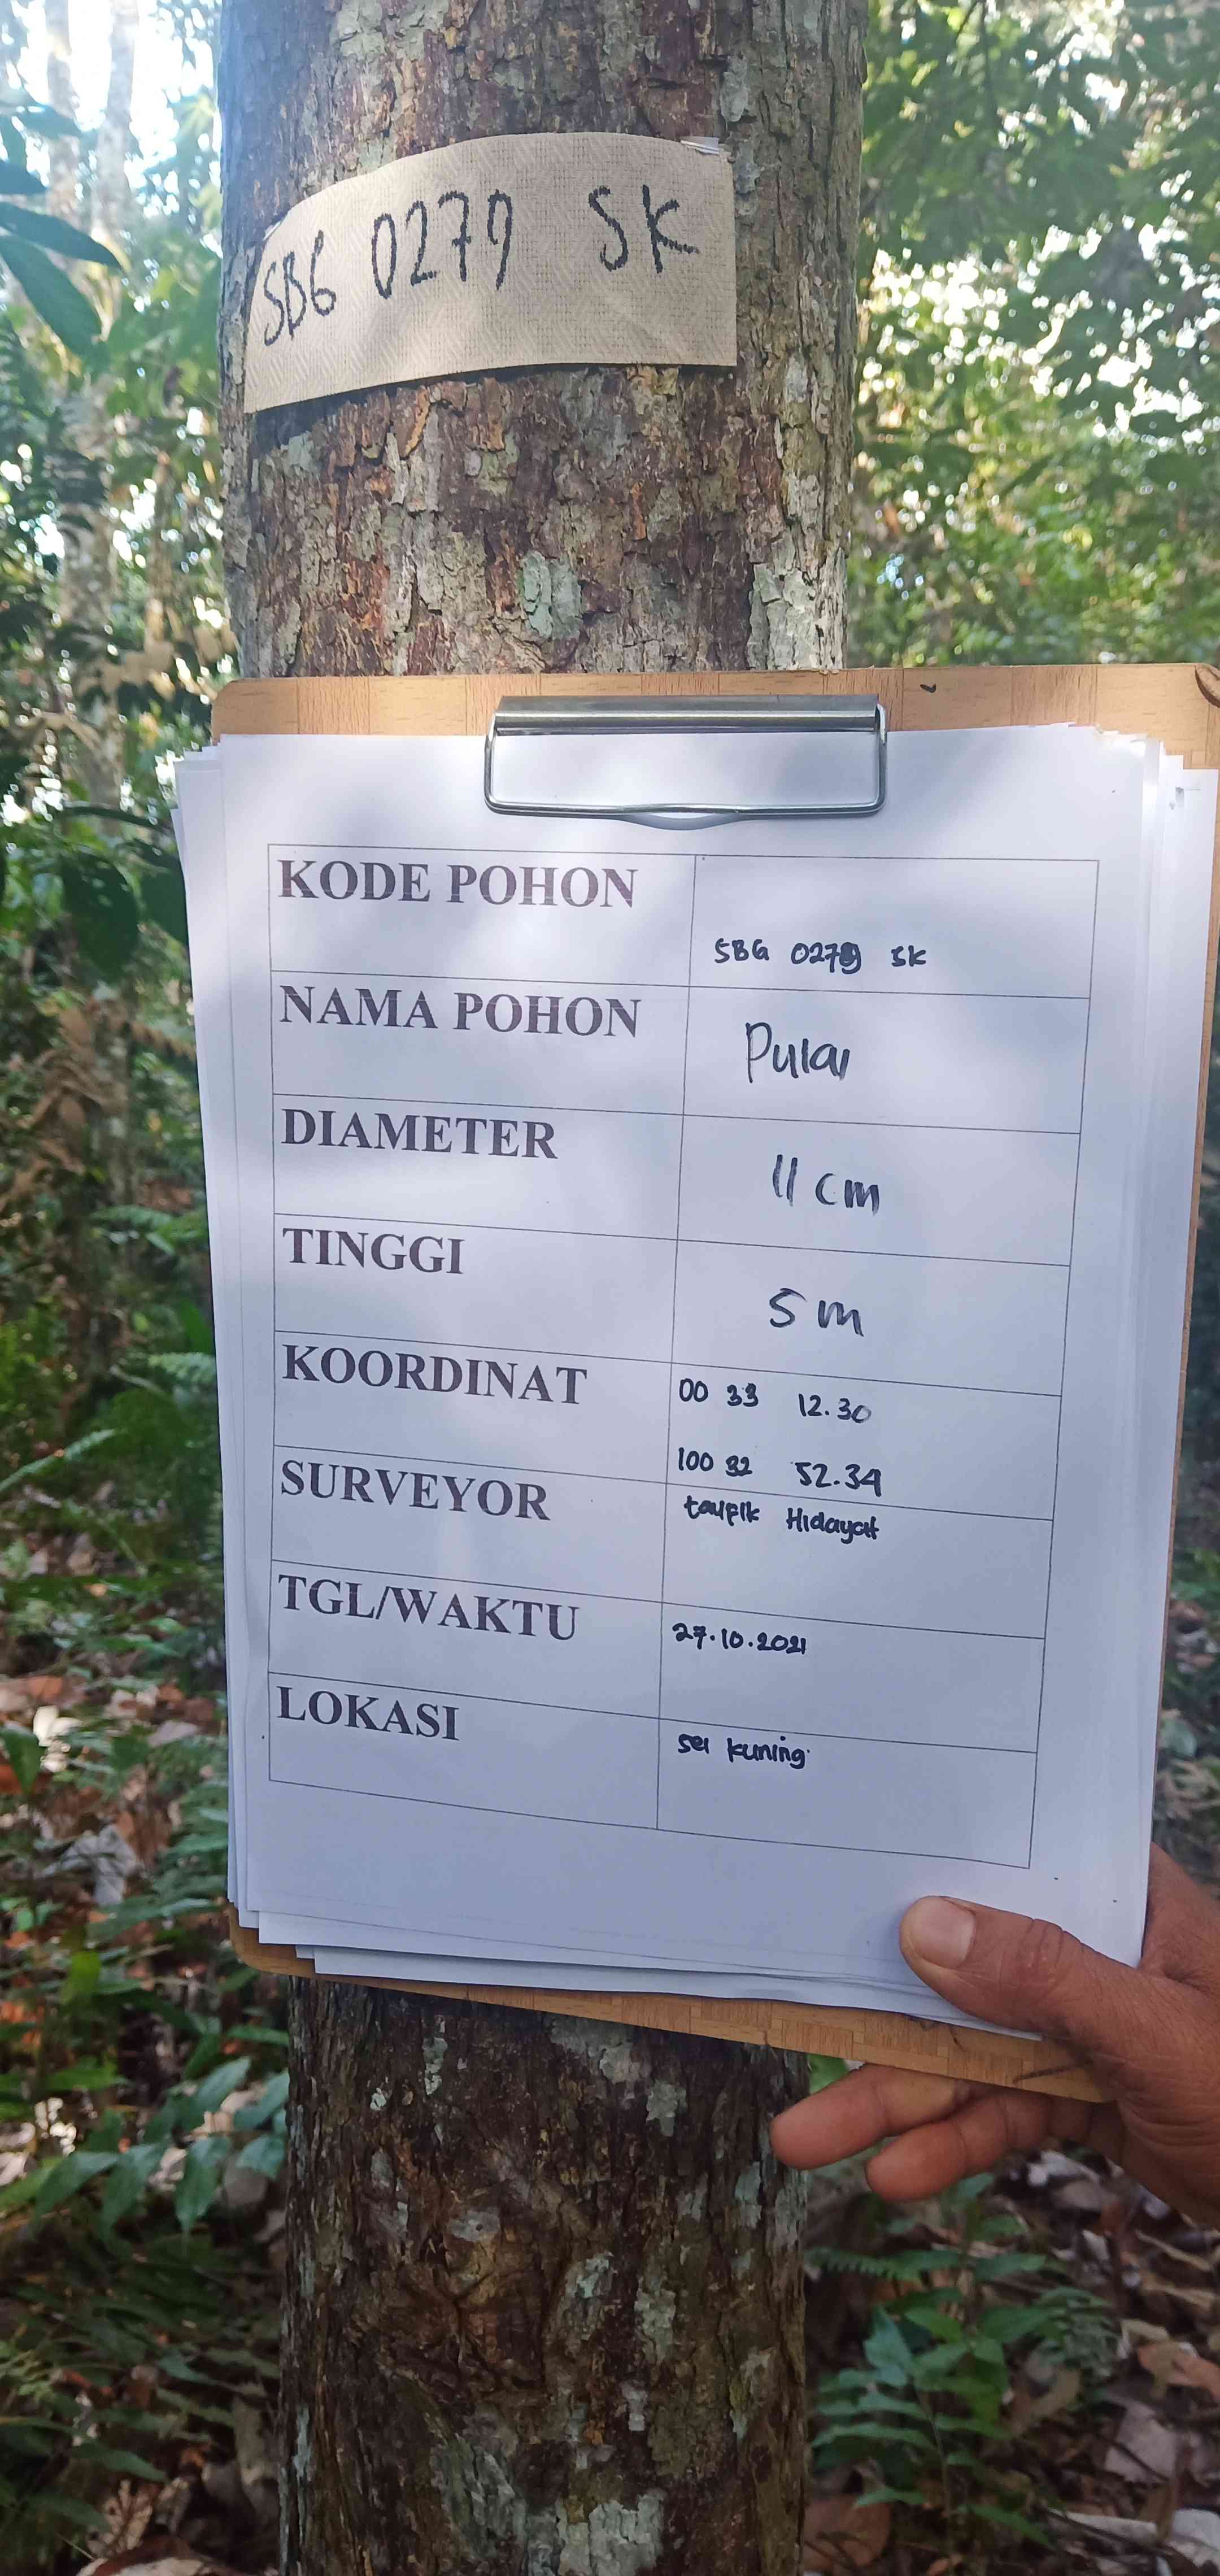 SBG 0279 SK
KODE POHON
SBG 0279 SK
NAMA POHON
Pulai
DIAMETER
11 cm
TINGGI
5 m
KOORDINAT
00 33 12.30
100 32 52.34
SURVEYOR
taufik Hidayat
TGL/WAKTU
27.10.2021
LOKASI
sei kuning